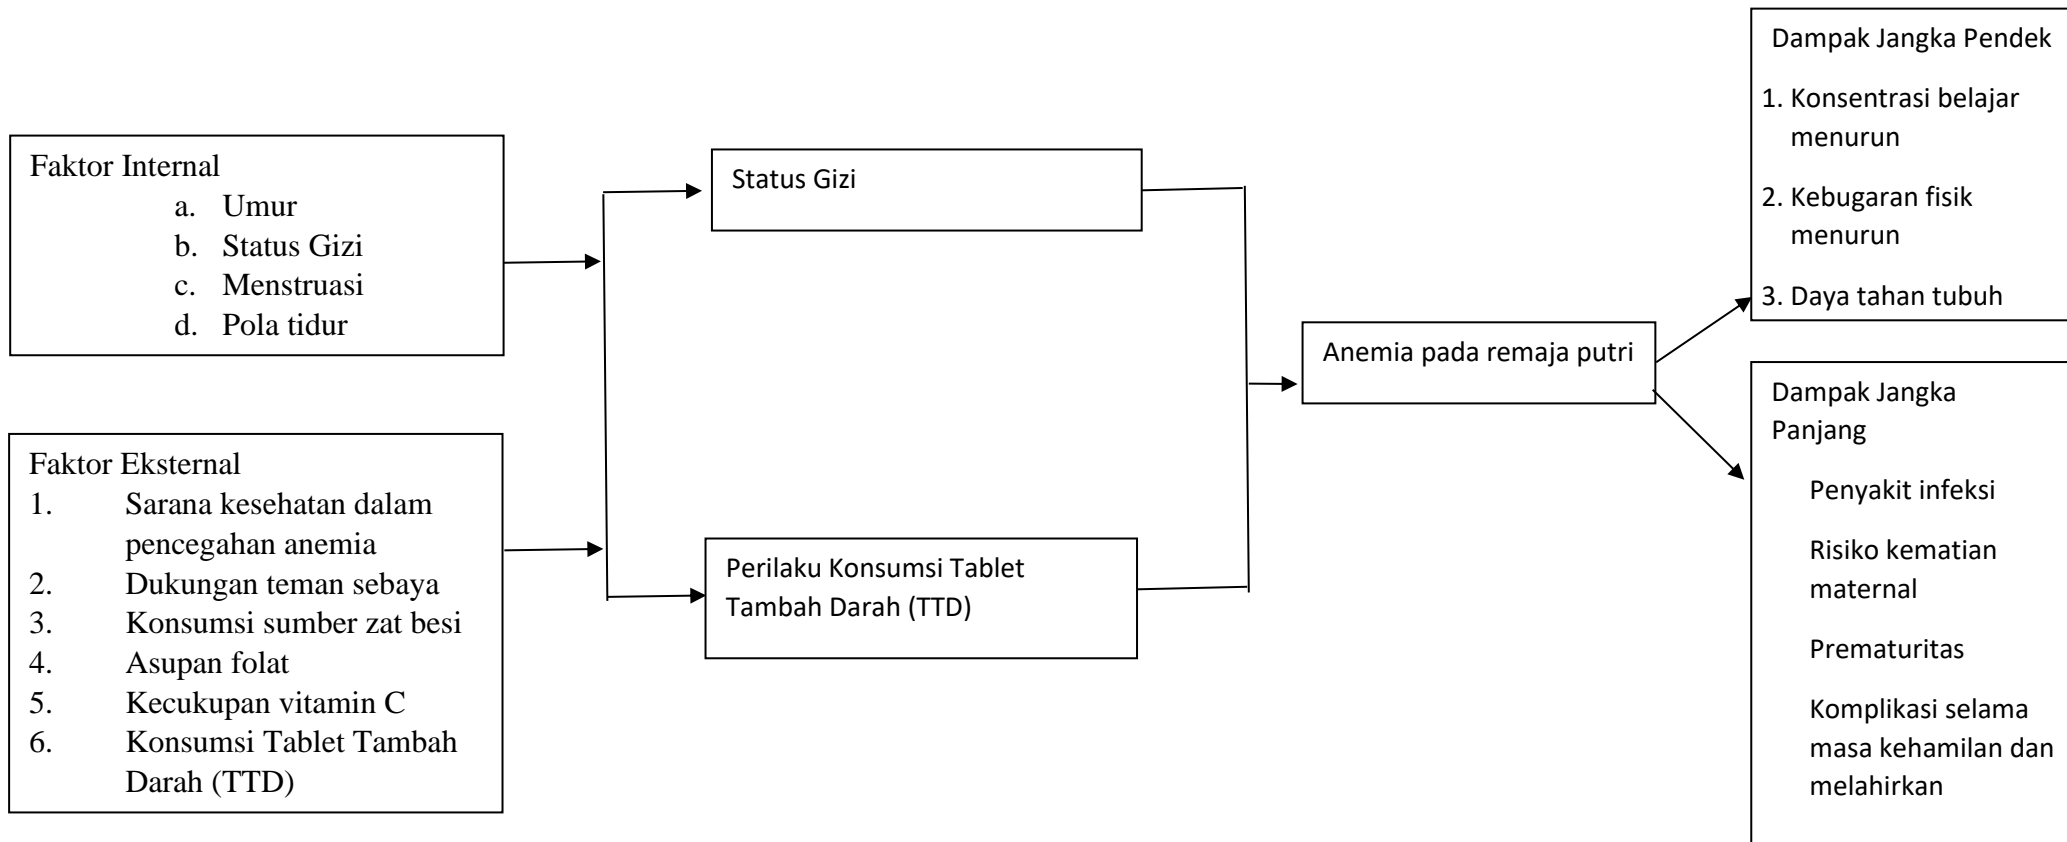 Faktor Internal
a. Umur
b. Status Gizi
c. Menstruasi
d. Pola tidur
Faktor Eksternal
1. Sarana kesehatan dalam
pencegahan anemia
2. Dukungan teman sebaya
3. Konsumsi sumber zat besi
4. Asupan folat
5. Kecukupan vitamin C
6. Konsumsi Tablet Tambah
Darah (TTD)
Status Gizi
Perilaku Konsumsi Tablet
Tambah Darah (TTD)
Anemia pada remaja putri
Dampak Jangka Pendek
1. Konsentrasi belajar
menurun
2. Kebugaran fisik
menurun
3. Daya tahan tubuh
Dampak Jangka
Panjang
Penyakit infeksi
Risiko kematian
maternal
Prematuritas
Komplikasi selama
masa kehamilan dan
melahirkan